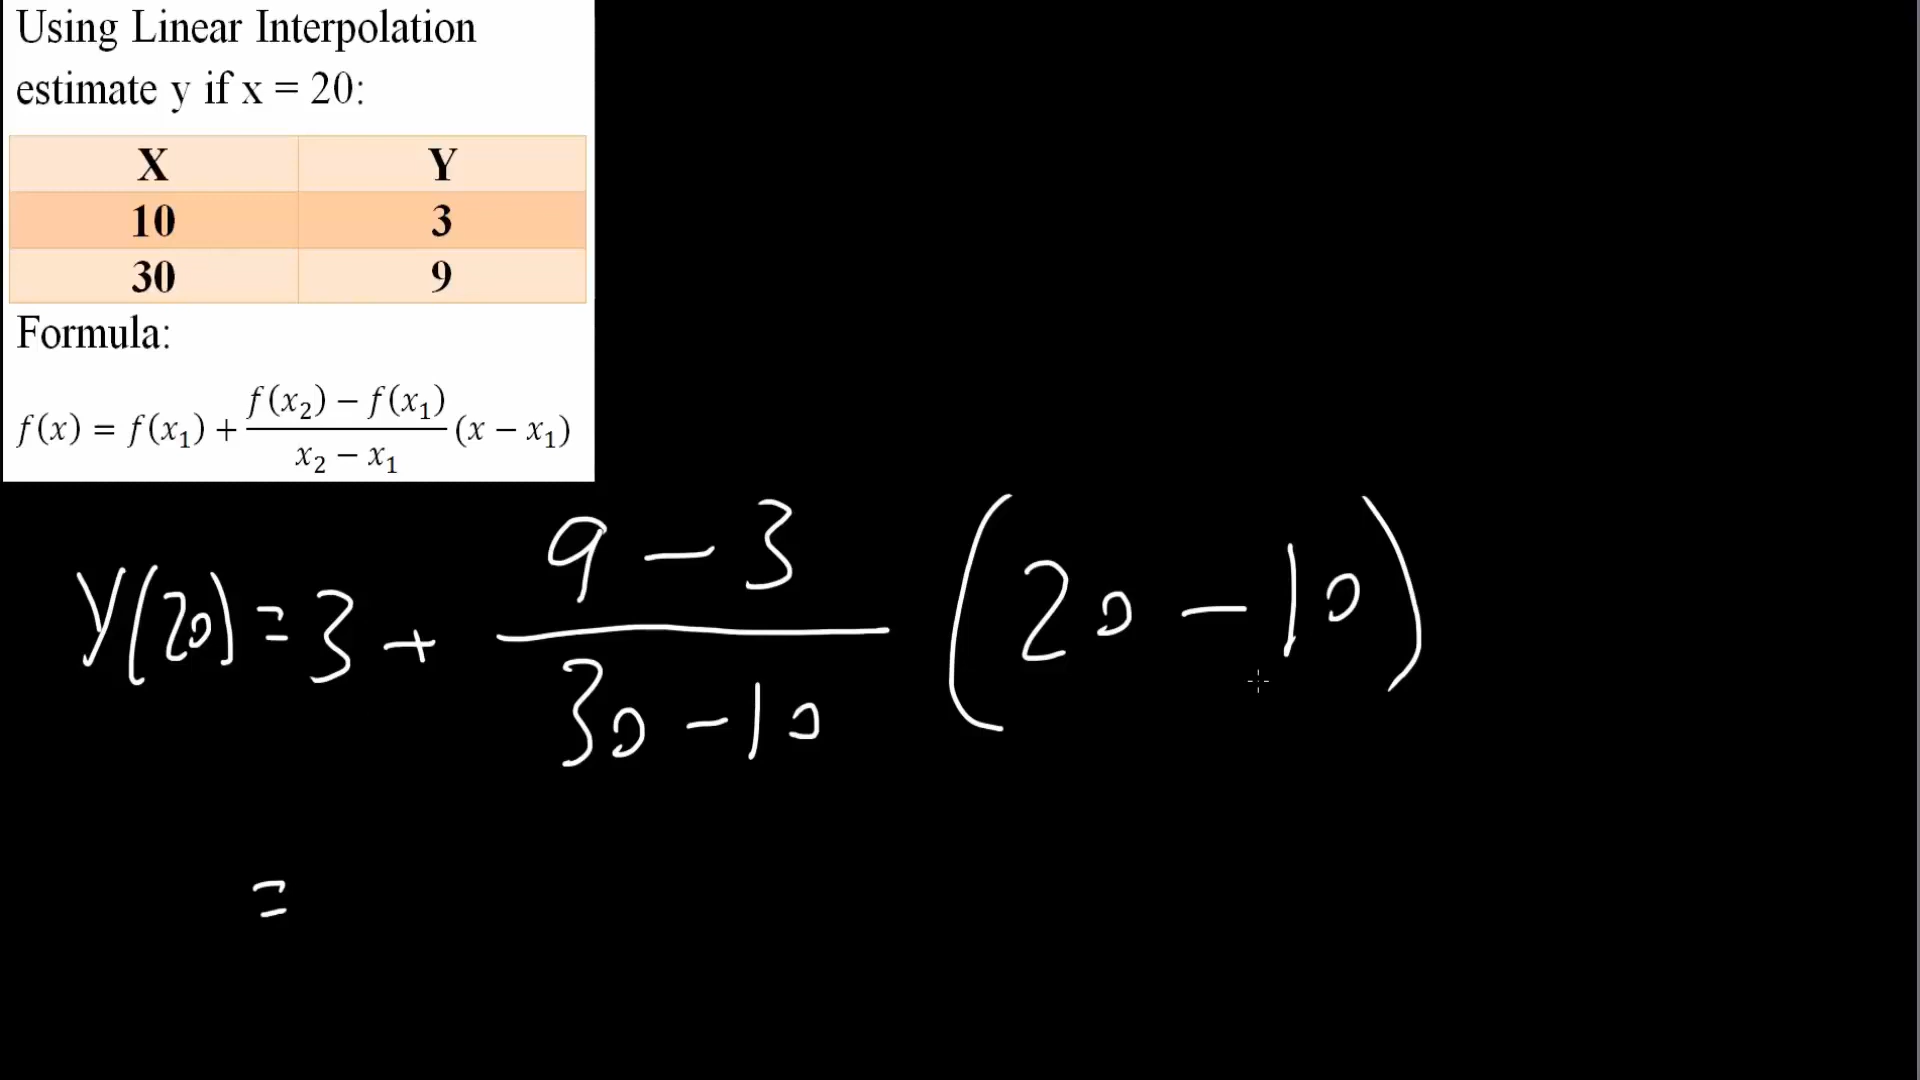 Using Linear Interpolation
estimate y if x = 20:
X Y
10 3
30 9
Formula:
f(x) = f(x₁) + (f(x₂) − f(x₁))/(x₂ − x₁) (x − x₁)
y(20) = 3 + (9 − 3)/(30 − 10) (20 − 10)
=